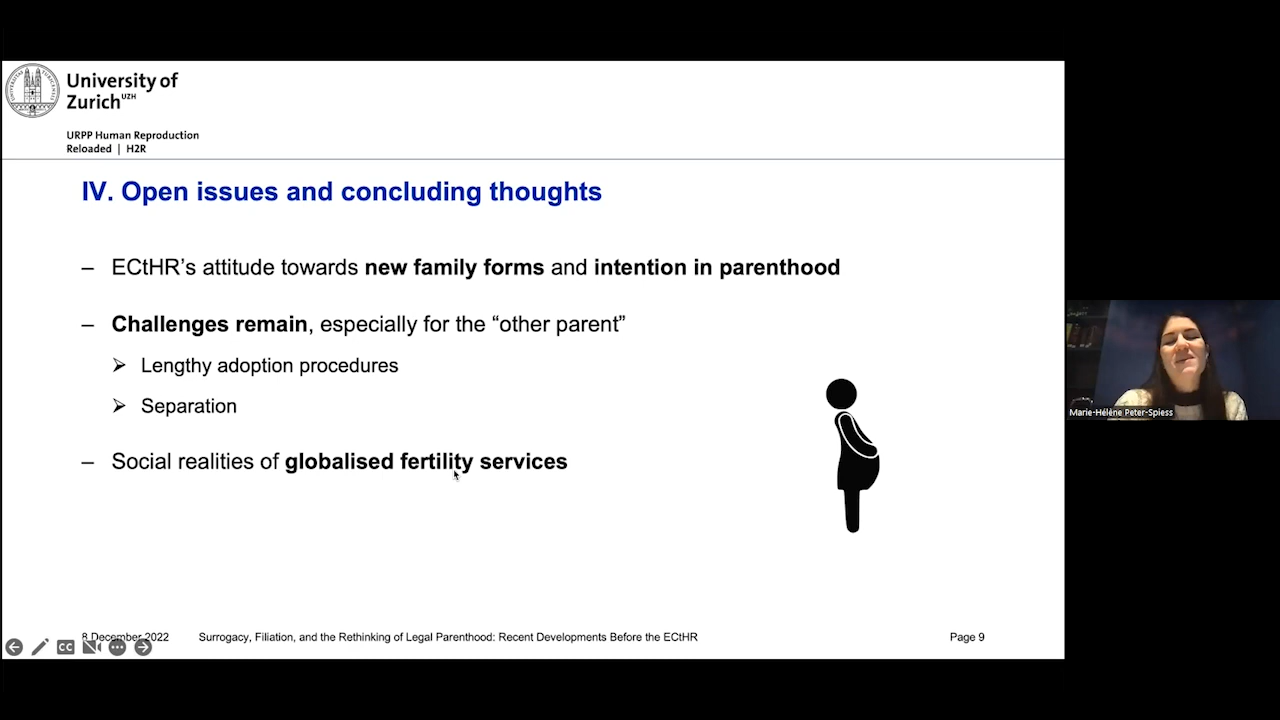 University of
Zurich UZH
URPP Human Reproduction
Reloaded | H2R
IV. Open issues and concluding thoughts
– ECtHR's attitude towards new family forms and intention in parenthood
– Challenges remain, especially for the “other parent”
➢ Lengthy adoption procedures
➢ Separation
– Social realities of globalised fertility services
Marie-Hélène Peter-Spiess
8 December 2022 Surrogacy, Filiation, and the Rethinking of Legal Parenthood: Recent Developments Before the ECtHR Page 9
CC